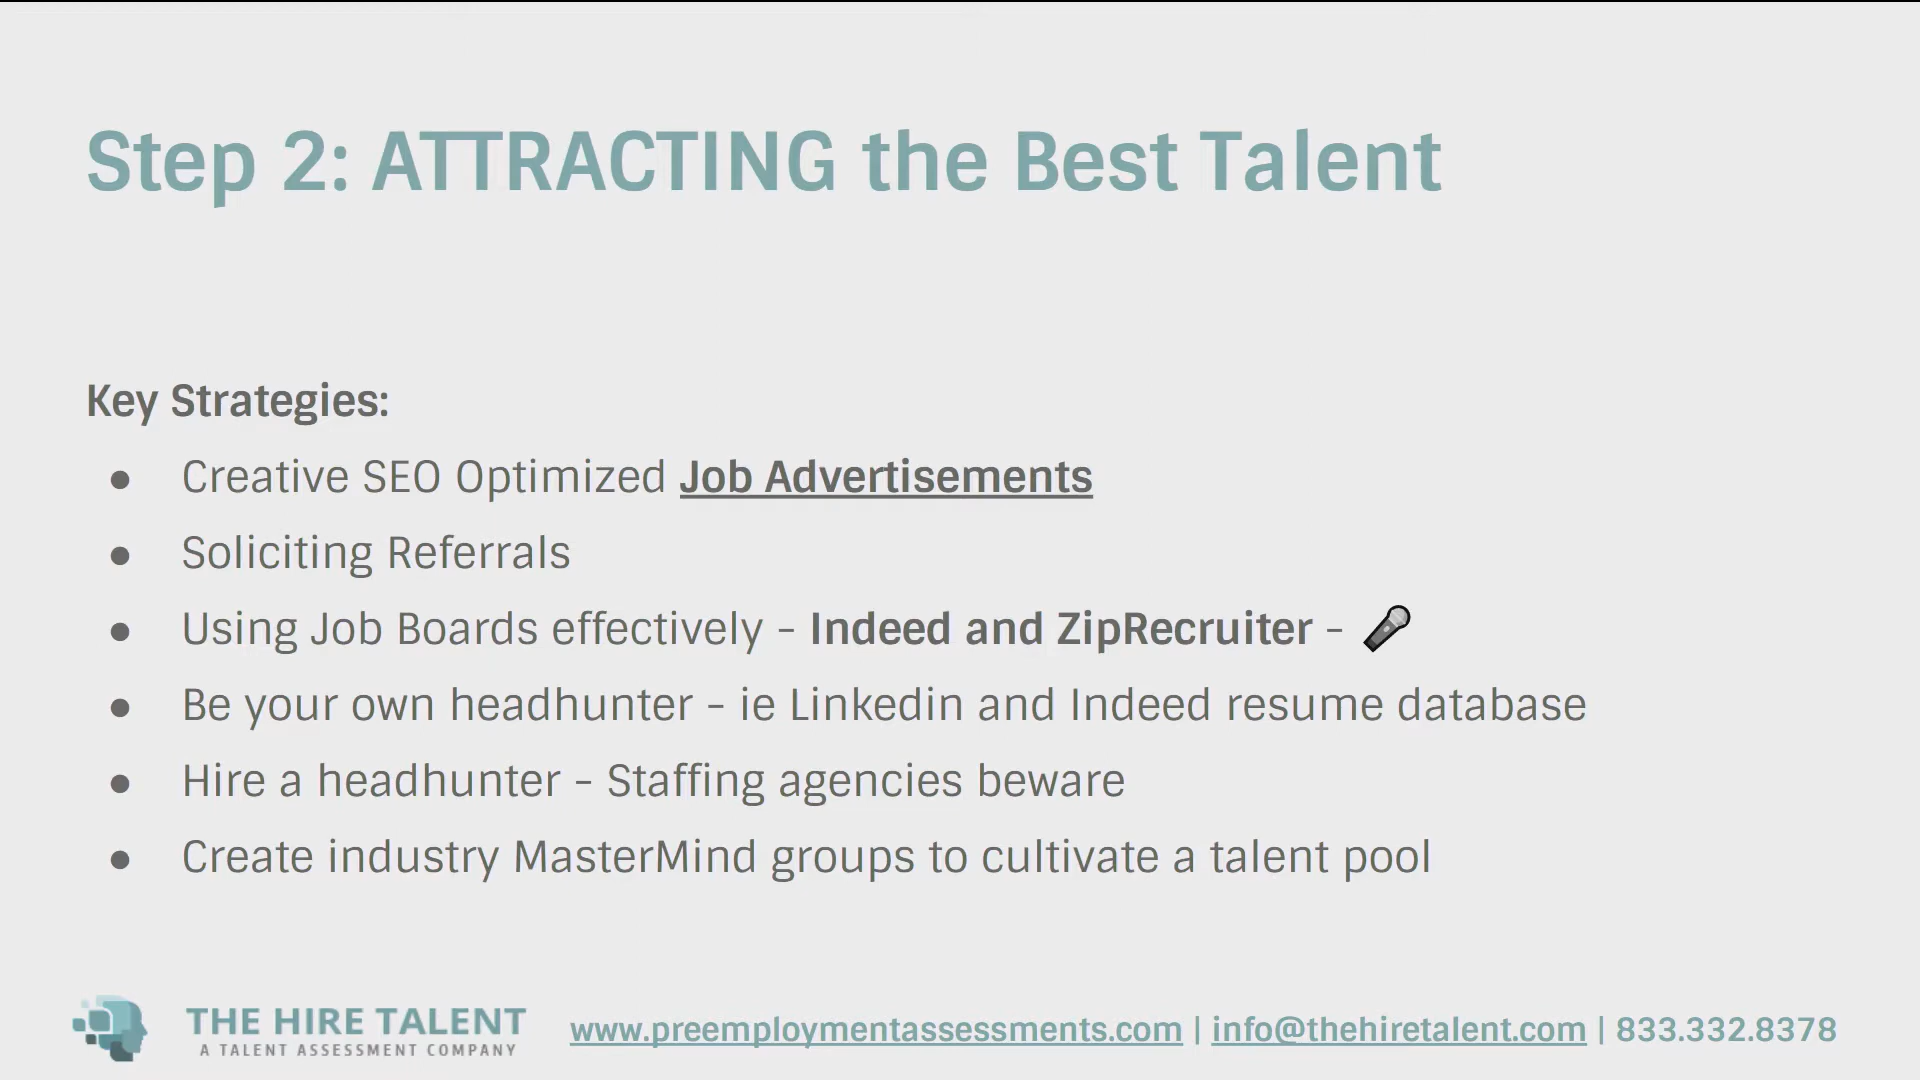 Step 2: ATTRACTING the Best Talent
Key Strategies:
● Creative SEO Optimized Job Advertisements
● Soliciting Referrals
● Using Job Boards effectively - Indeed and ZipRecruiter - 🎤
● Be your own headhunter - ie Linkedin and Indeed resume database
● Hire a headhunter - Staffing agencies beware
● Create industry MasterMind groups to cultivate a talent pool
THE HIRE TALENT
A TALENT ASSESSMENT COMPANY
www.preemploymentassessments.com | info@thehiretalent.com | 833.332.8378